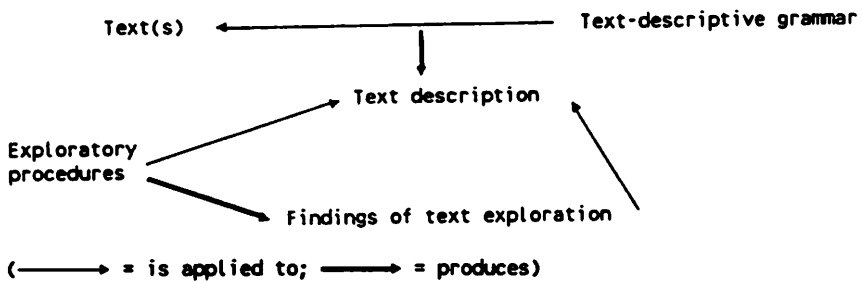 Text(s) Text-descriptive grammar
Text description
Exploratory
procedures
Findings of text exploration
(⟶ = is applied to; ⟶ = produces)